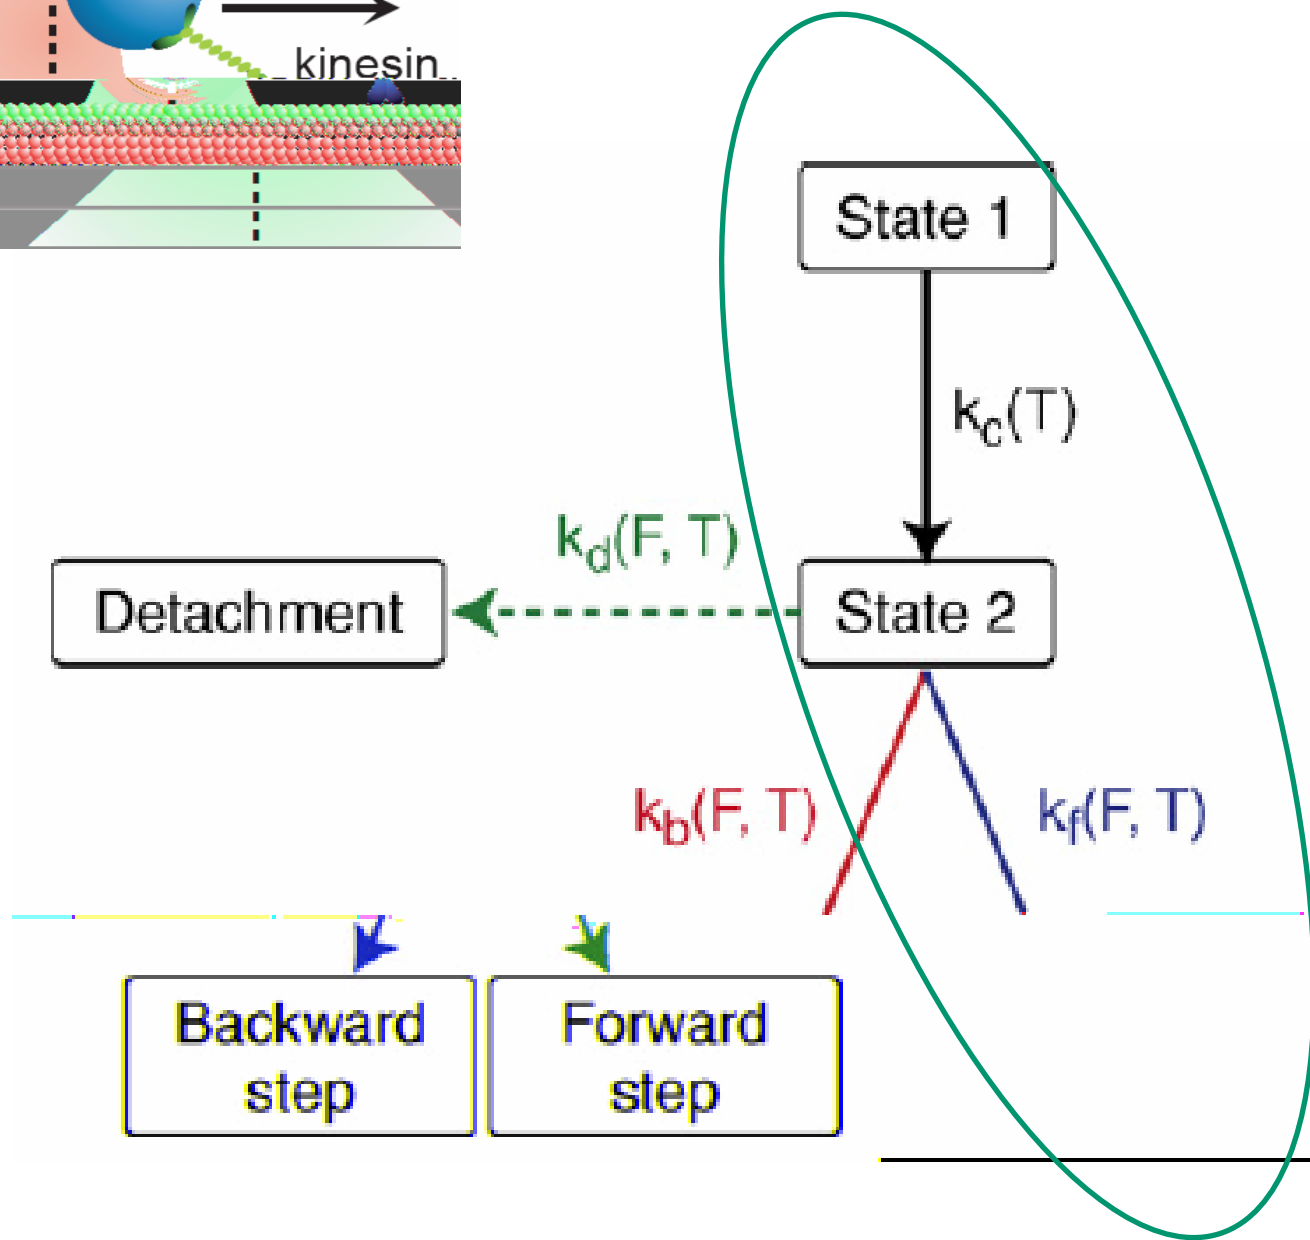 kinesin
State 1
kc(T)
kd(F, T)
Detachment
State 2
kb(F, T)
kf(F, T)
Backward
step
Forward
step